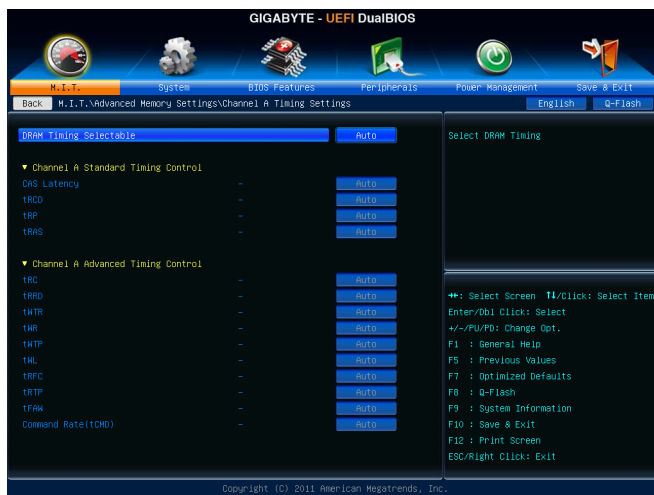 GIGABYTE - UEFI DualBIOS
M.I.T.
System
BIOS Features
Peripherals
Power Management
Save & Exit
Back
M.I.T.\Advanced Memory Settings\Channel A Timing Settings
English
Q-Flash
DRAM Timing Selectable
Auto
Select DRAM Timing
▼ Channel A Standard Timing Control
CAS Latency - Auto
tRCD - Auto
tRP - Auto
tRAS - Auto
▼ Channel A Advanced Timing Control
tRC - Auto
tRRD - Auto
tWTR - Auto
tWR - Auto
tWTP - Auto
tWL - Auto
tRFC - Auto
tRTP - Auto
tFAW - Auto
Command Rate(tCMD) - Auto
→←: Select Screen ↑↓/Click: Select Item
Enter/Dbl Click: Select
+/-/PU/PD: Change Opt.
F1 : General Help
F5 : Previous Values
F7 : Optimized Defaults
F8 : Q-Flash
F9 : System Information
F10 : Save & Exit
F12 : Print Screen
ESC/Right Click: Exit
Copyright (C) 2011 American Megatrends, Inc.